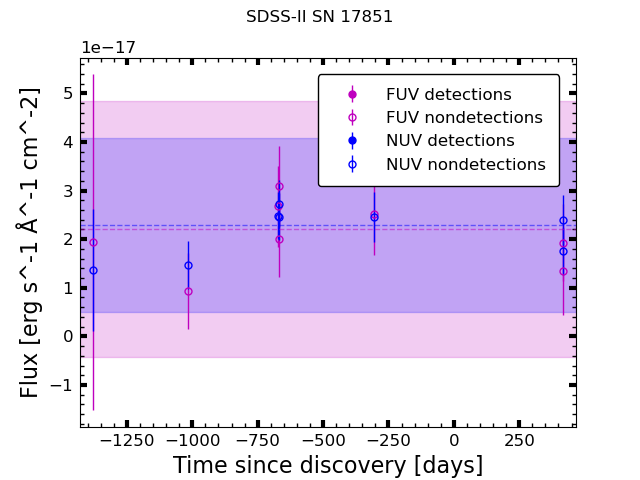 SDSS-II SN 17851
1e−17
FUV detections
FUV nondetections
NUV detections
NUV nondetections
5
4
3
2
1
0
−1
Flux [erg s^-1 Å^-1 cm^-2]
−1250 −1000 −750 −500 −250 0 250
Time since discovery [days]